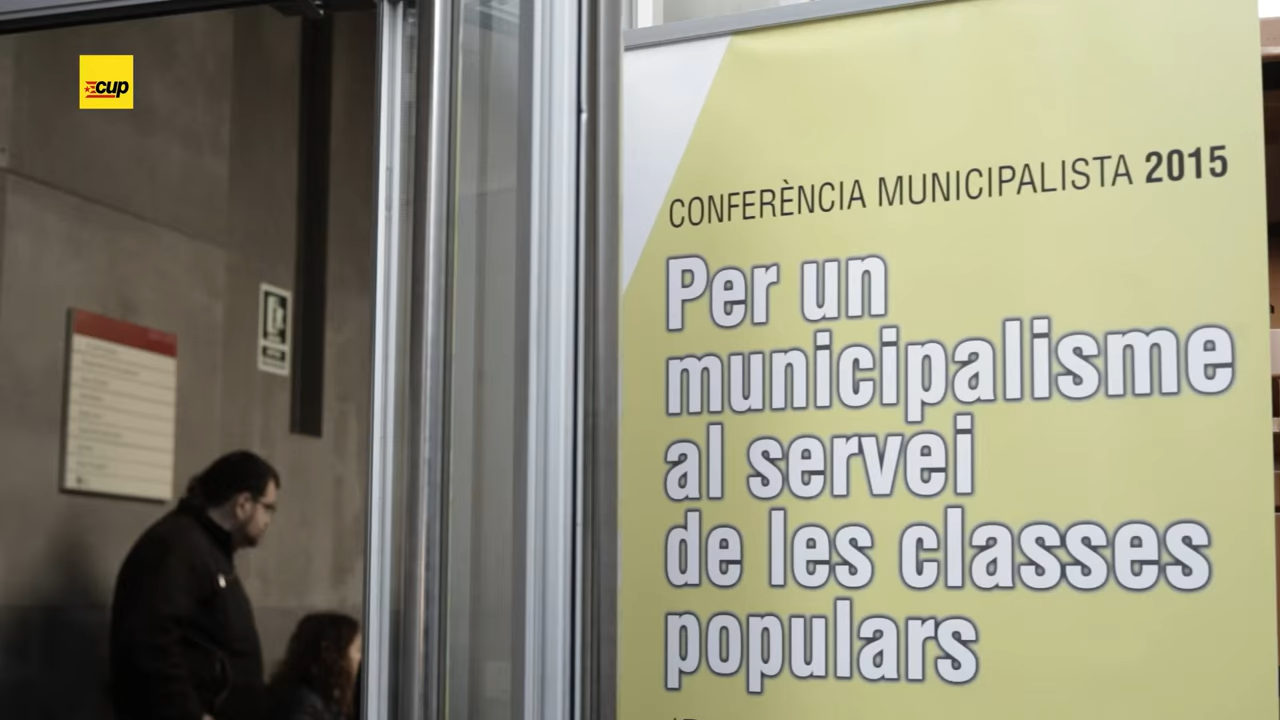 cup
CONFERÈNCIA MUNICIPALISTA 2015
Per un
municipalisme
al servei
de les classes
populars